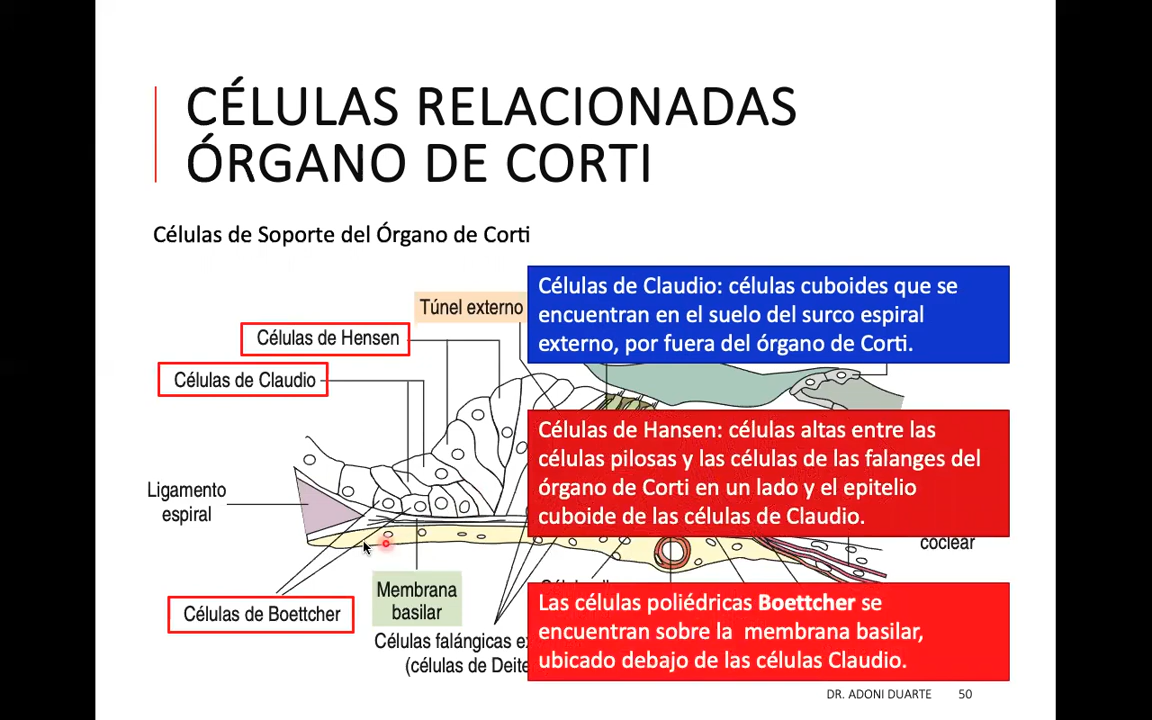 CÉLULAS RELACIONADAS
ÓRGANO DE CORTI
Células de Soporte del Órgano de Corti
Túnel externo
Células de Hensen
Células de Claudio
Ligamento
espiral
Células de Boettcher
Membrana
basilar
Células falángicas ex
(células de Deite
Células de Claudio: células cuboides que se
encuentran en el suelo del surco espiral
externo, por fuera del órgano de Corti.
Células de Hensen: células altas entre las
células pilosas y las células de las falanges del
órgano de Corti en un lado y el epitelio
cuboide de las células de Claudio.
coclear
Las células poliédricas Boettcher se
encuentran sobre la membrana basilar,
ubicado debajo de las células Claudio.
DR. ADONI DUARTE
50